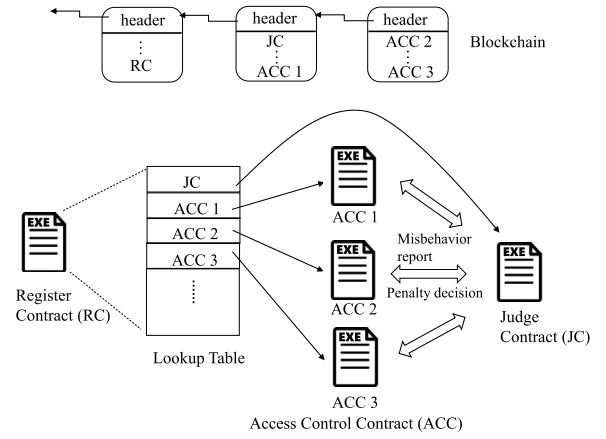 header
header
header
RC
JC
ACC 1
ACC 2
ACC 3
Blockchain
EXE
Register
Contract (RC)
JC
ACC 1
ACC 2
ACC 3
Lookup Table
EXE
ACC 1
EXE
ACC 2
EXE
ACC 3
Access Control Contract (ACC)
Misbehavior
report
Penalty decision
EXE
Judge
Contract (JC)